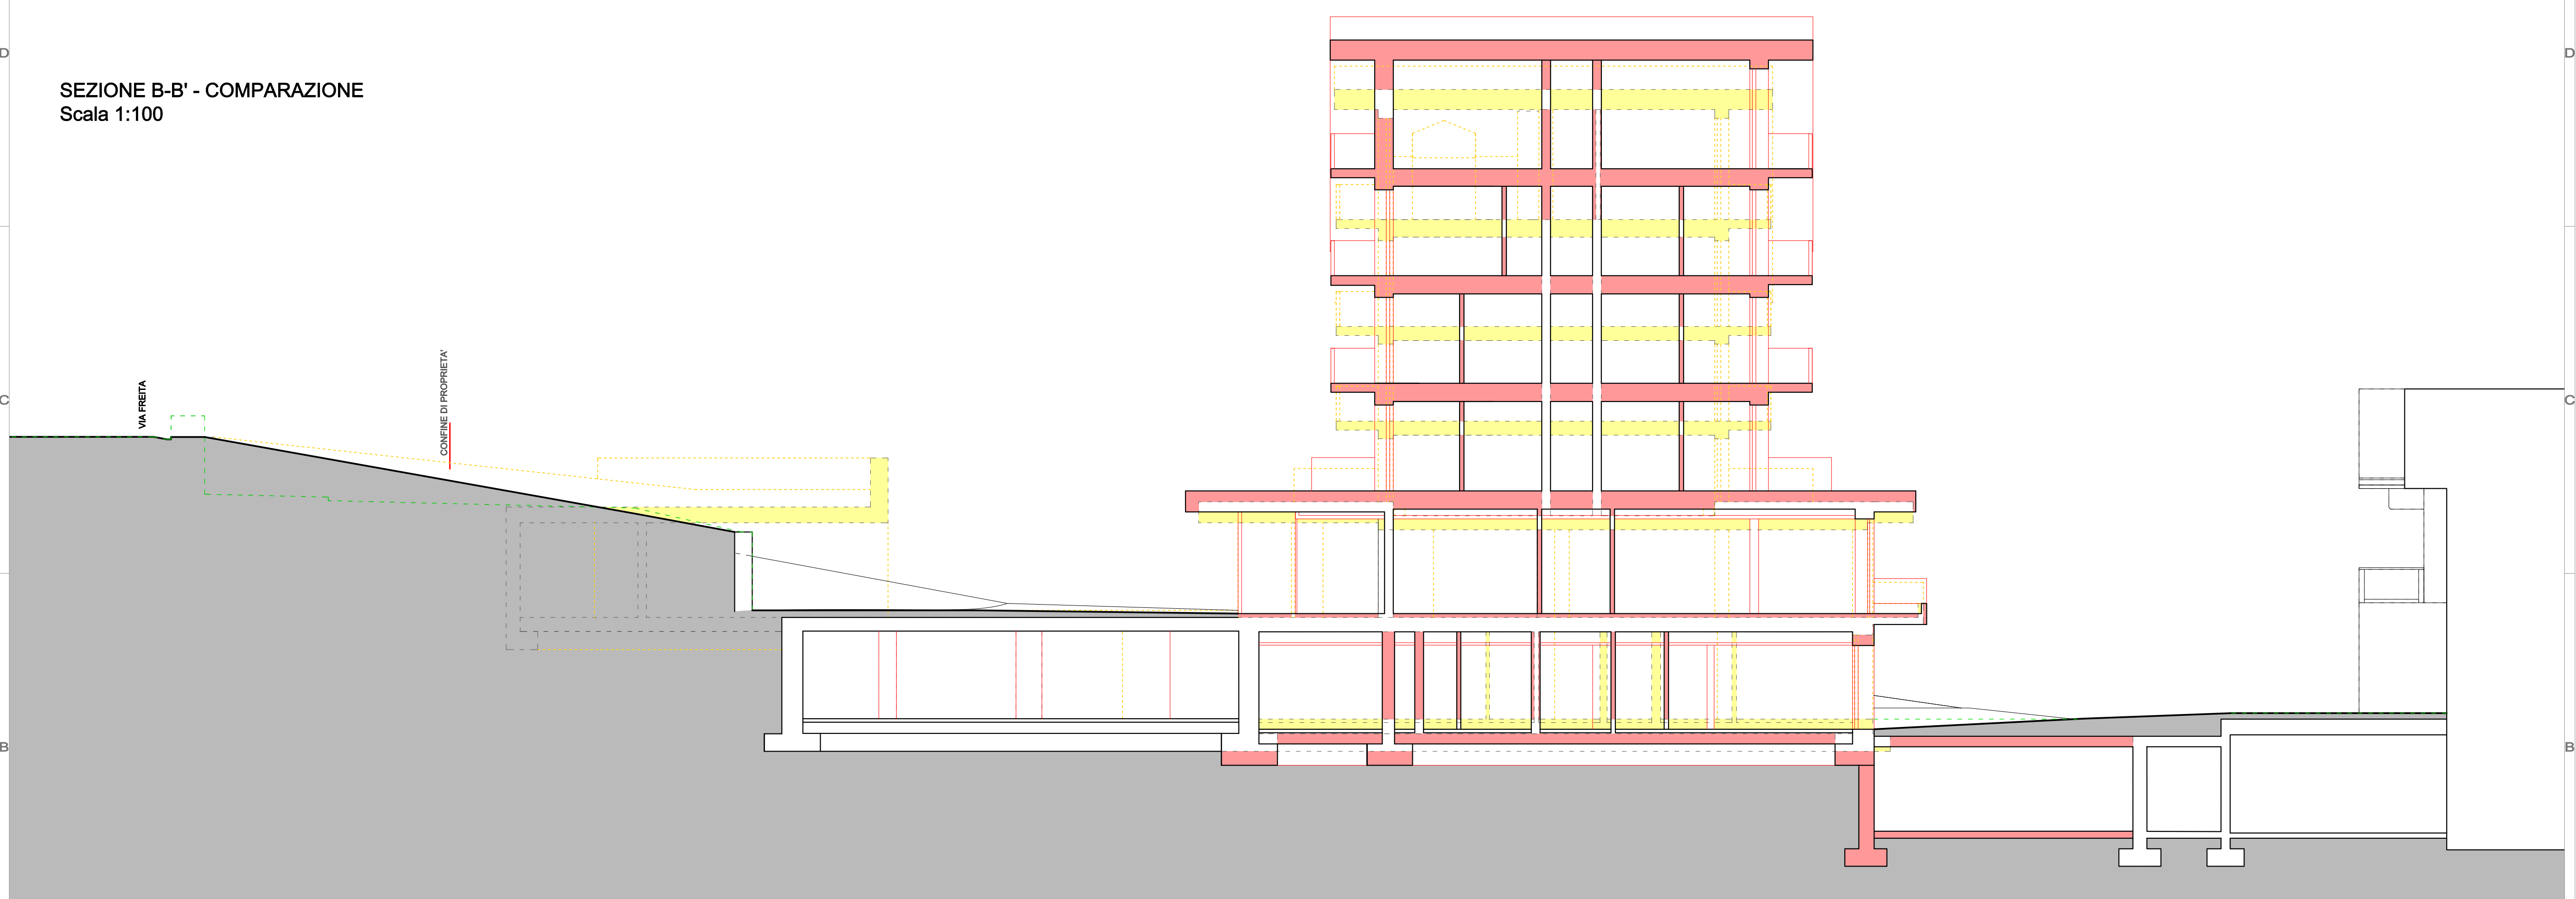 D
D
SEZIONE B-B' - COMPARAZIONE
Scala 1:100
VIA FREITA
CONFINE DI PROPRIETA'
C
C
B
B